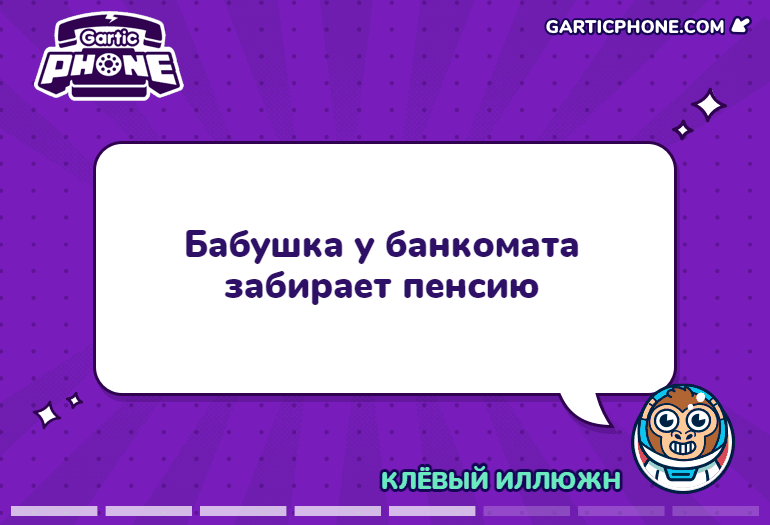 Gartic
PHONE
GARTICPHONE.COM
Бабушка у банкомата
забирает пенсию
КЛЁВЫЙ ИЛЛЮЖН